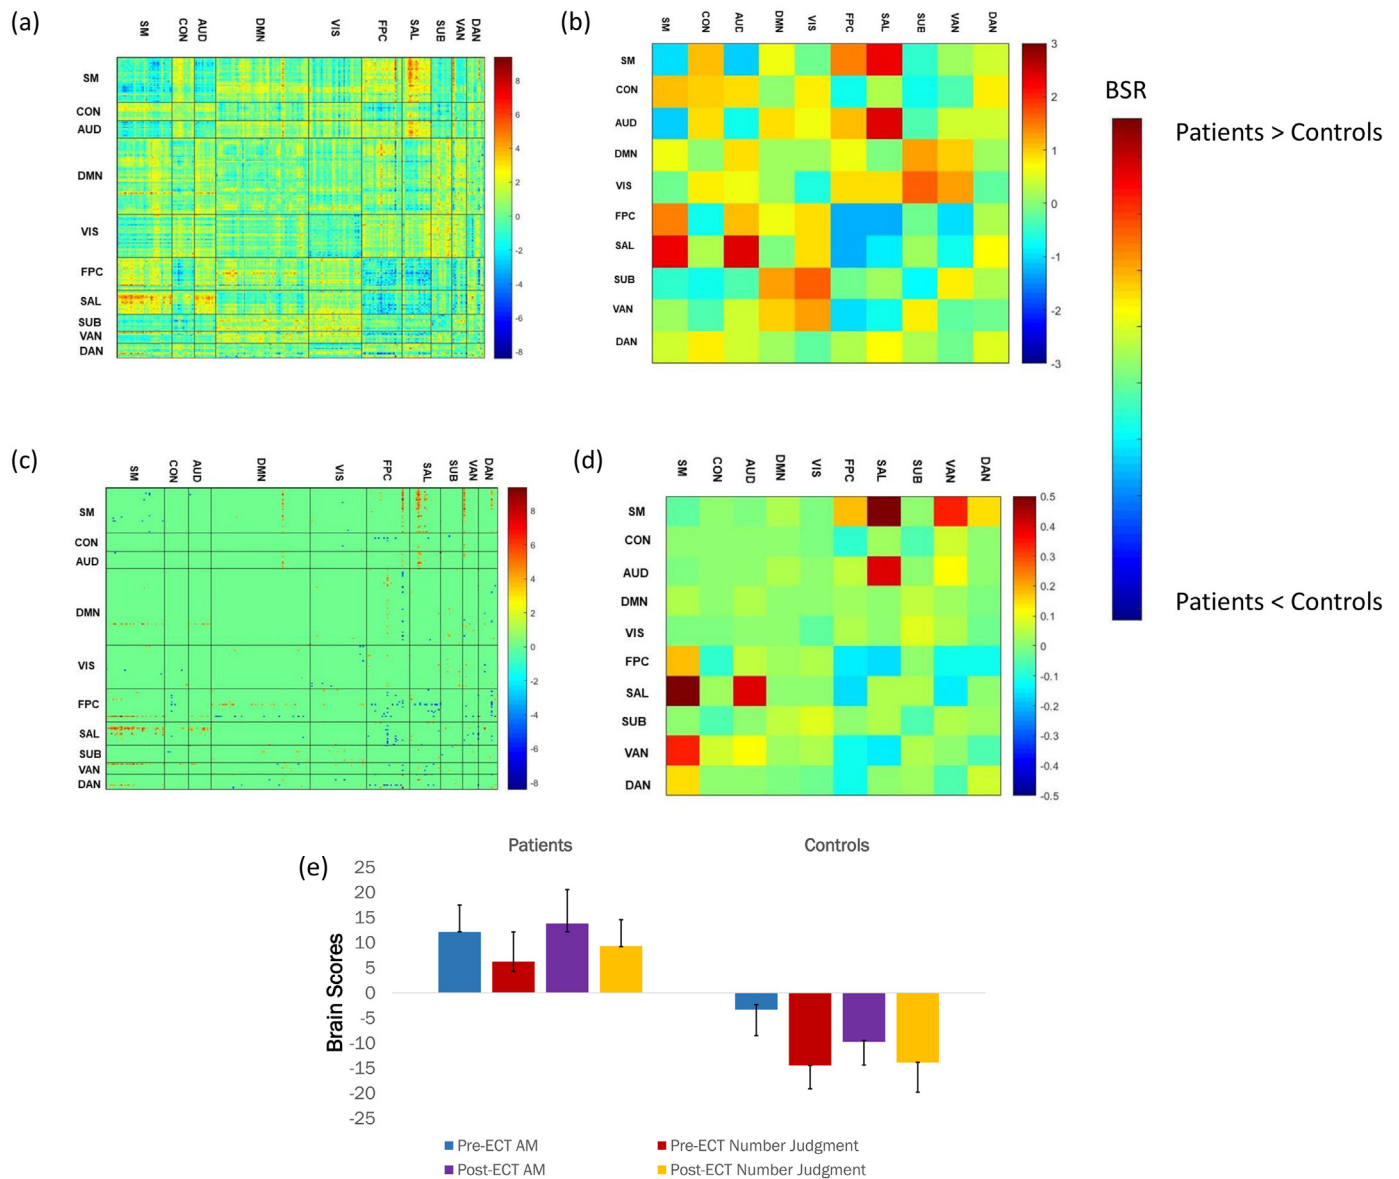 (a)
SM CON AUD DMN VIS FPC SAL SUB VAN DAN
SM
CON
AUD
DMN
VIS
FPC
SAL
SUB
VAN
DAN
8
6
4
2
0
-2
-4
-6
-8
(b)
SM CON AUD DMN VIS FPC SAL SUB VAN DAN
SM
CON
AUD
DMN
VIS
FPC
SAL
SUB
VAN
DAN
3
2
1
0
-1
-2
-3
BSR
Patients > Controls
Patients < Controls
(c)
SM CON AUD DMN VIS FPC SAL SUB VAN DAN
SM
CON
AUD
DMN
VIS
FPC
SAL
SUB
VAN
DAN
8
6
4
2
0
-2
-4
-6
-8
(d)
SM CON AUD DMN VIS FPC SAL SUB VAN DAN
SM
CON
AUD
DMN
VIS
FPC
SAL
SUB
VAN
DAN
0.5
0.4
0.3
0.2
0.1
0
-0.1
-0.2
-0.3
-0.4
-0.5
(e)
Patients Controls
Brain Scores
25
20
15
10
5
0
-5
-10
-15
-20
-25
Pre-ECT AM Pre-ECT Number Judgment
Post-ECT AM Post-ECT Number Judgment